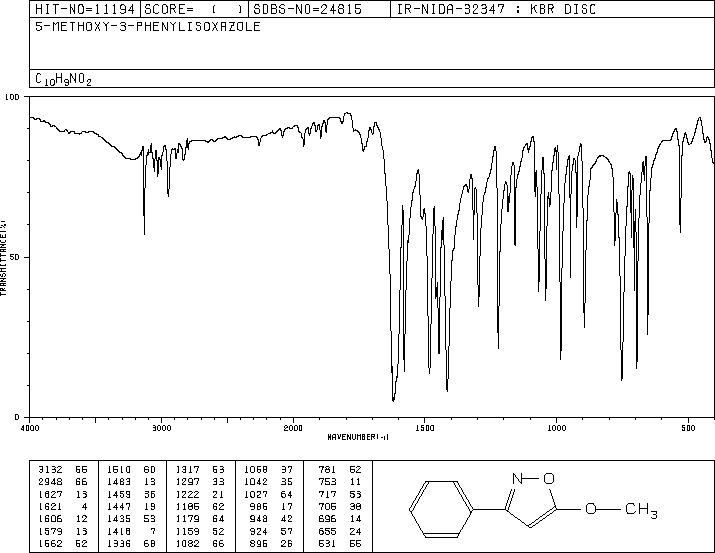 HIT-NO=11194 SCORE= ( ) SDBS-NO=24815 IR-NIDA-32347 : KBR DISC
5-METHOXY-3-PHENYLISOXAZOLE
C10H9NO2
100
50
0
TRANSMITTANCE(%)
4000 3000 2000 1500 1000 500
WAVENUMBER(-1)
3132 55 1510 60 1317 53 1068 37 781 52
2948 66 1483 13 1297 33 1042 35 753 11
1627 13 1459 36 1222 21 1027 64 717 53
1621 4 1447 19 1186 62 986 17 706 38
1606 12 1435 53 1179 64 948 42 696 14
1579 13 1418 7 1159 52 924 57 655 24
1562 62 1336 68 1082 66 896 26 531 55
N O
O CH3